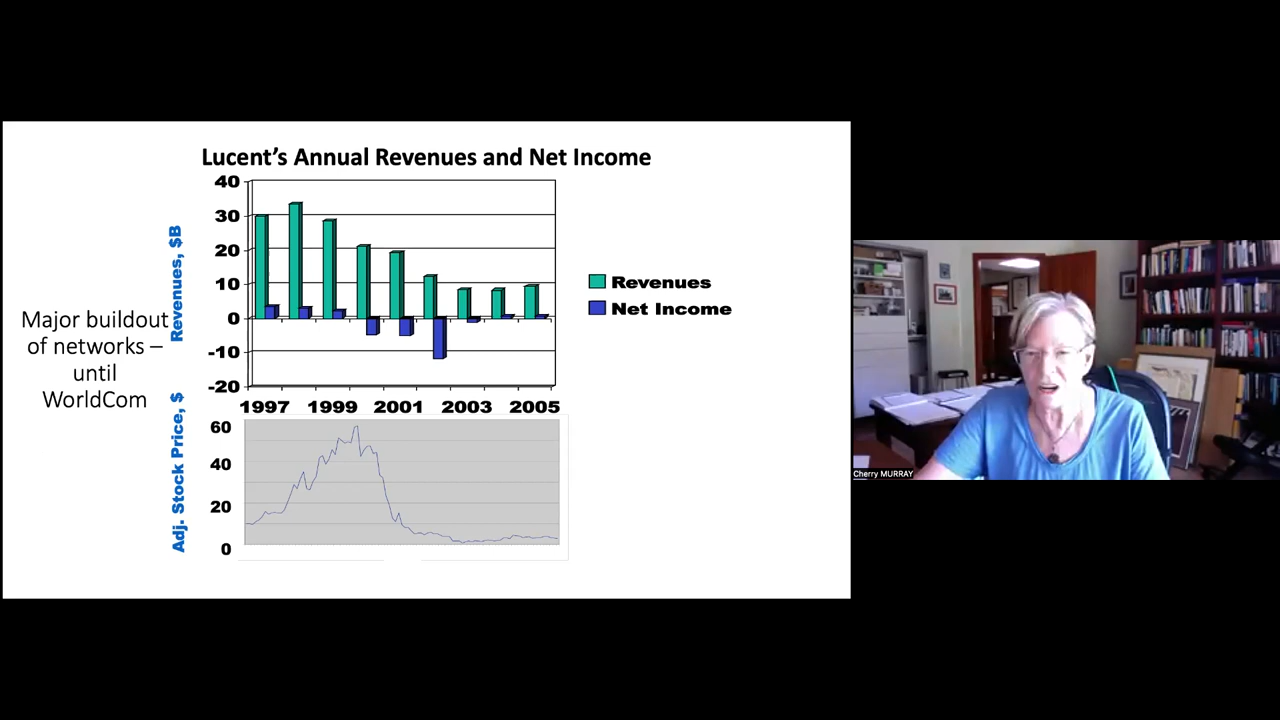 Lucent's Annual Revenues and Net Income
40
30
20
10
0
-10
-20
Revenues, $B
1997 1999 2001 2003 2005
Revenues
Net Income
Major buildout
of networks –
until
WorldCom
Adj. Stock Price, $
60
40
20
0
Cherry MURRAY